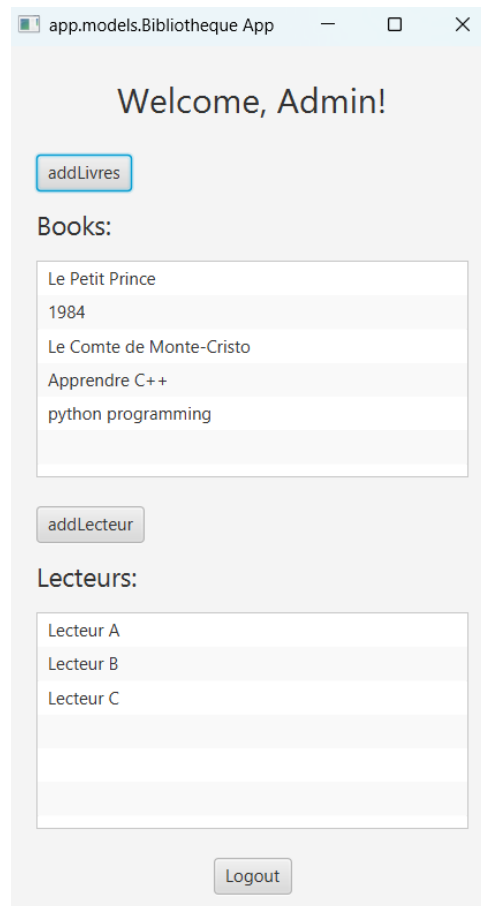 app.models.Bibliotheque App
Welcome, Admin!
addLivres
Books:
Le Petit Prince
1984
Le Comte de Monte-Cristo
Apprendre C++
python programming
addLecteur
Lecteurs:
Lecteur A
Lecteur B
Lecteur C
Logout